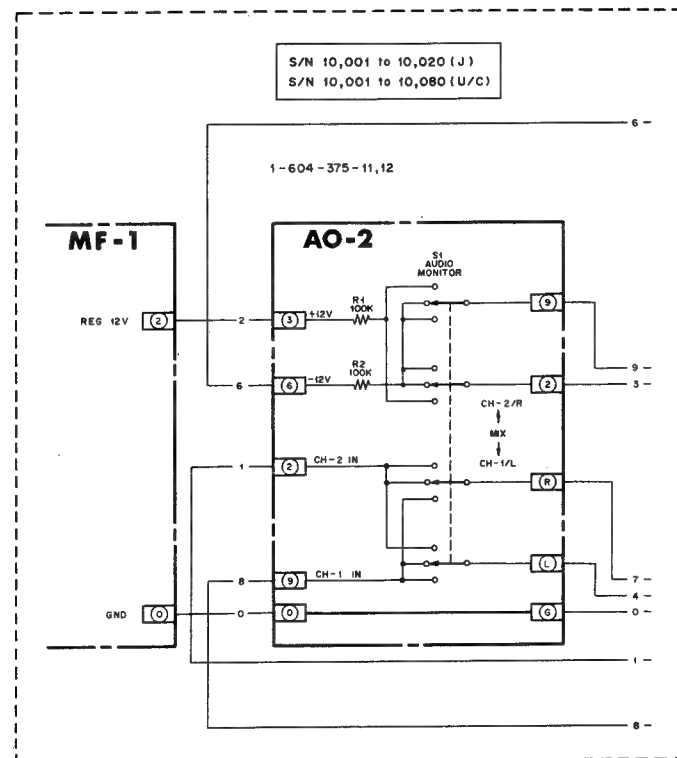 S/N 10,001 to 10,020 (J)
S/N 10,001 to 10,080 (U/C)
6
1-604-375-11,12
MF-1
AO-2
S1
AUDIO
MONITOR
R1
100K
REG 12V
2
2
3
+12V
9
R2
100K
9
6
6
-12V
2
3
CH-2/R
MIX
CH-1/L
1
2
CH-2 IN
R
L
8
9
CH-1 IN
7
4
GND
0
0
0
G
0
1
8